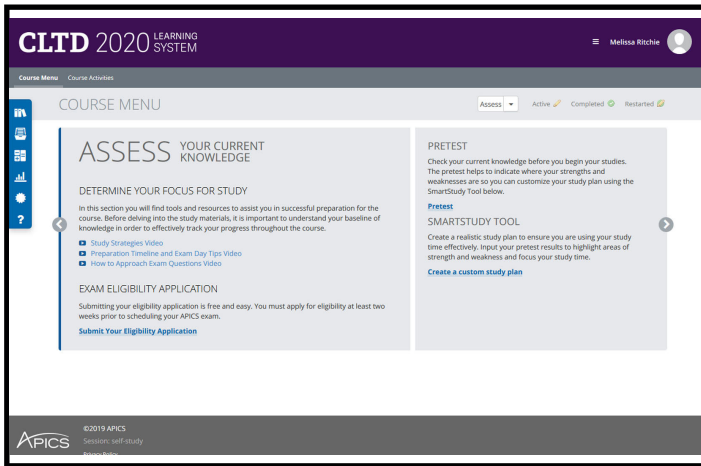 CLTD 2020 LEARNING SYSTEM
Melissa Ritchie
Course Menu Course Activities
COURSE MENU
Assess
Active
Completed
Restarted
ASSESS YOUR CURRENT KNOWLEDGE
DETERMINE YOUR FOCUS FOR STUDY
In this section you will find tools and resources to assist you in successful preparation for the
course. Before delving into the study materials, it is important to understand your baseline of
knowledge in order to effectively track your progress throughout the course.
Study Strategies Video
Preparation Timeline and Exam Day Tips Video
How to Approach Exam Questions Video
EXAM ELIGIBILITY APPLICATION
Submitting your eligibility application is free and easy. You must apply for eligibility at least two
weeks prior to scheduling your APICS exam.
Submit Your Eligibility Application
PRETEST
Check your current knowledge before you begin your studies.
The pretest helps to indicate where your strengths and
weaknesses are so you can customize your study plan using the
SmartStudy Tool below.
Pretest
SMARTSTUDY TOOL
Create a realistic study plan to ensure you are using your study
time effectively. Input your pretest results to highlight areas of
strength and weakness and focus your study time.
Create a custom study plan
?
APICS
©2019 APICS
Session: self-study
Privacy Policy